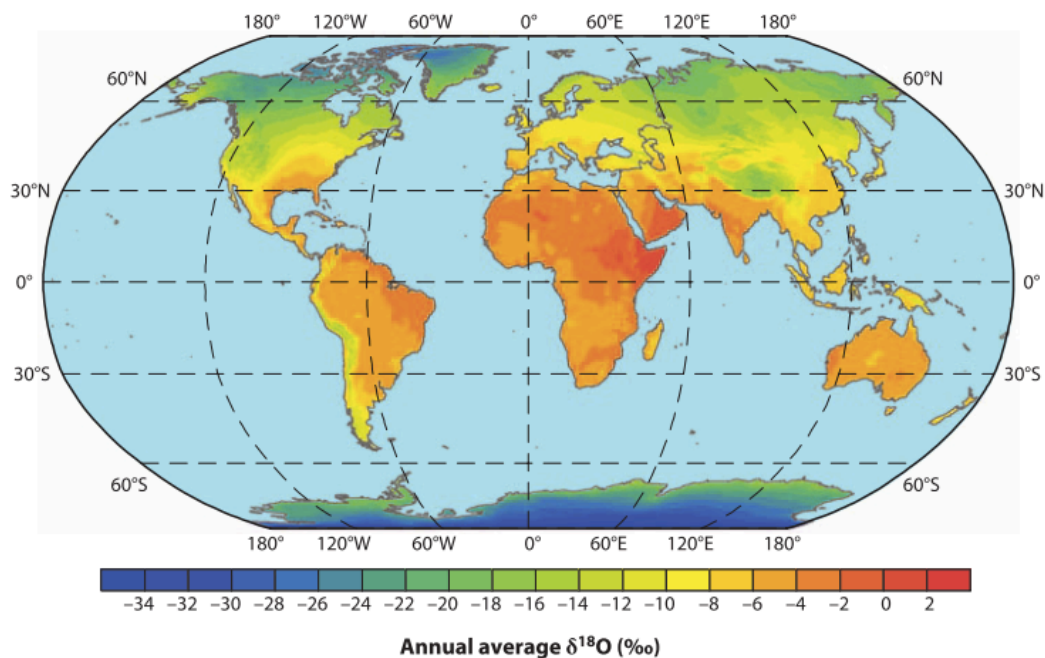 180° 120°W 60°W 0° 60°E 120°E 180°
60°N 60°N
30°N 30°N
0° 0°
30°S 30°S
60°S 60°S
180° 120°W 60°W 0° 60°E 120°E 180°
–34 –32 –30 –28 –26 –24 –22 –20 –18 –16 –14 –12 –10 –8 –6 –4 –2 0 2
Annual average δ¹⁸O (‰)